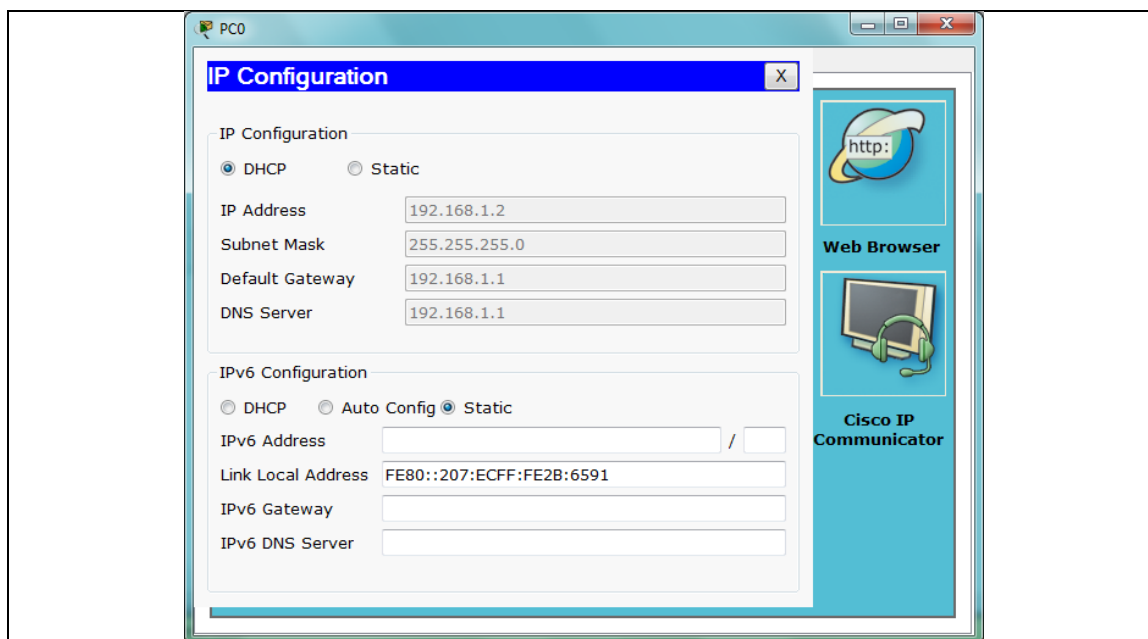 PC0
IP Configuration
X
IP Configuration
DHCP Static
IP Address 192.168.1.2
Subnet Mask 255.255.255.0
Default Gateway 192.168.1.1
DNS Server 192.168.1.1
IPv6 Configuration
DHCP Auto Config Static
IPv6 Address /
Link Local Address FE80::207:ECFF:FE2B:6591
IPv6 Gateway
IPv6 DNS Server
http:
Web Browser
Cisco IP
Communicator